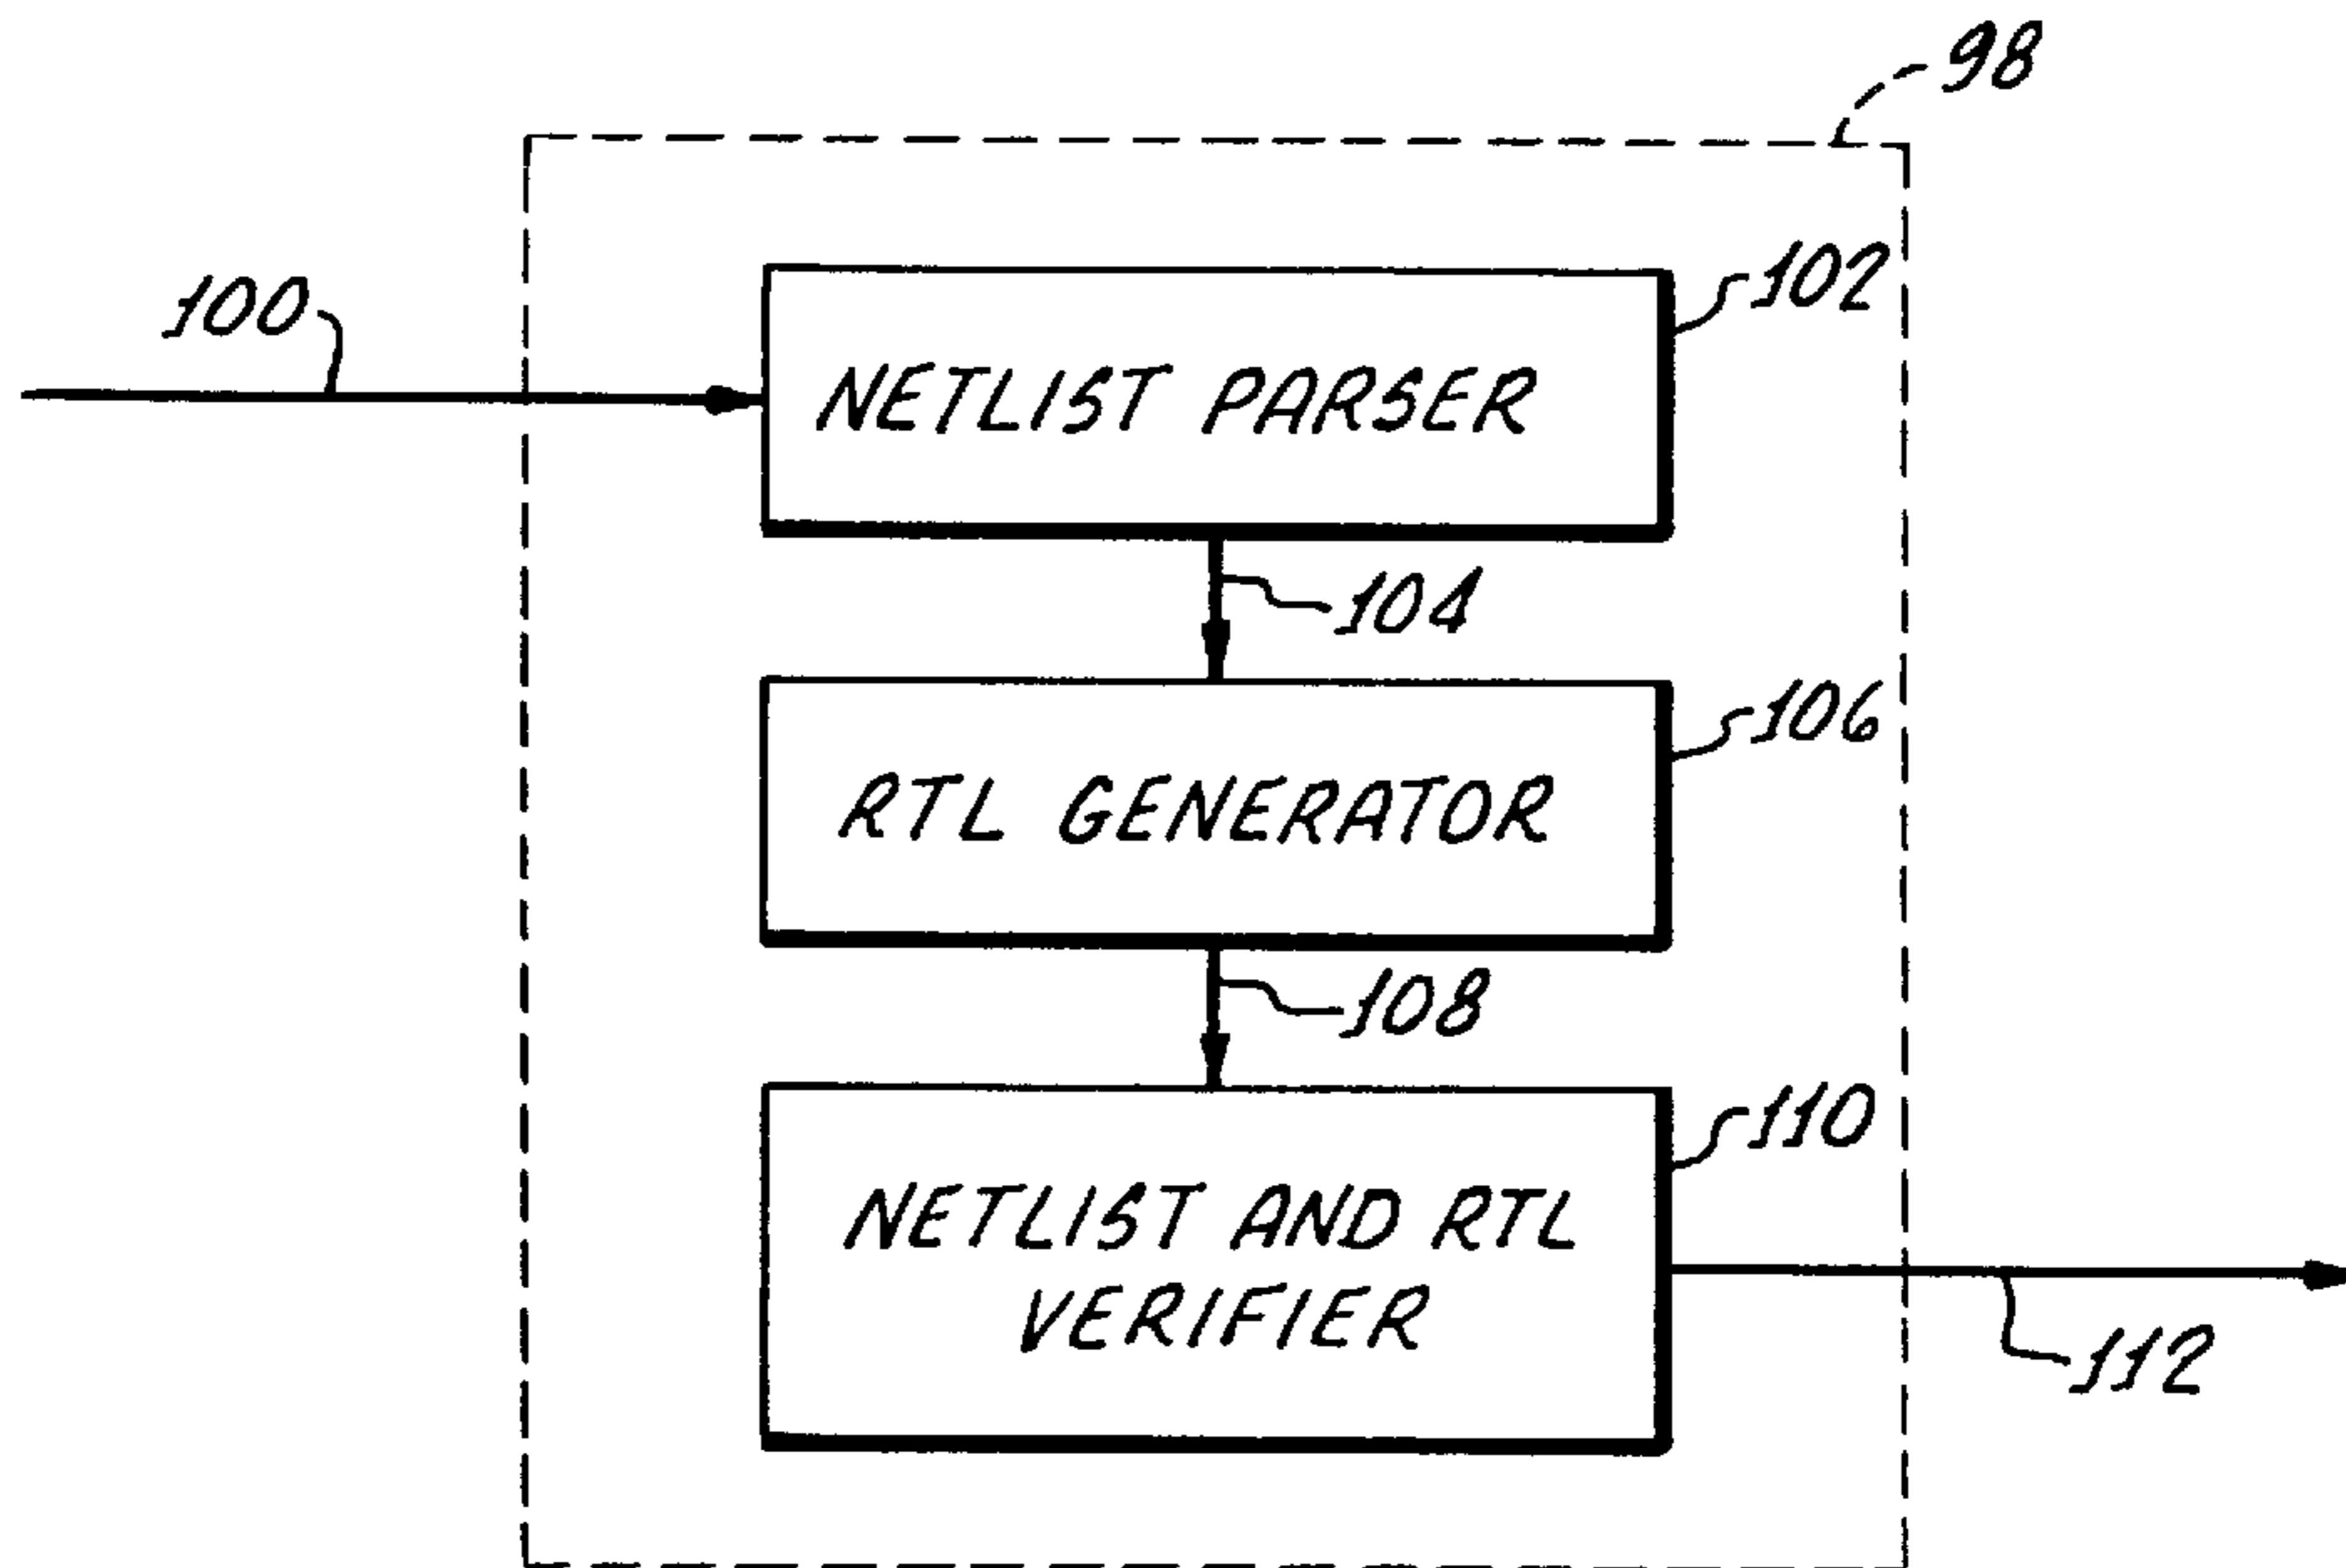 98
100
102
NETLIST PARSER
104
106
RTL GENERATOR
108
110
NETLIST AND RTL
VERIFIER
112